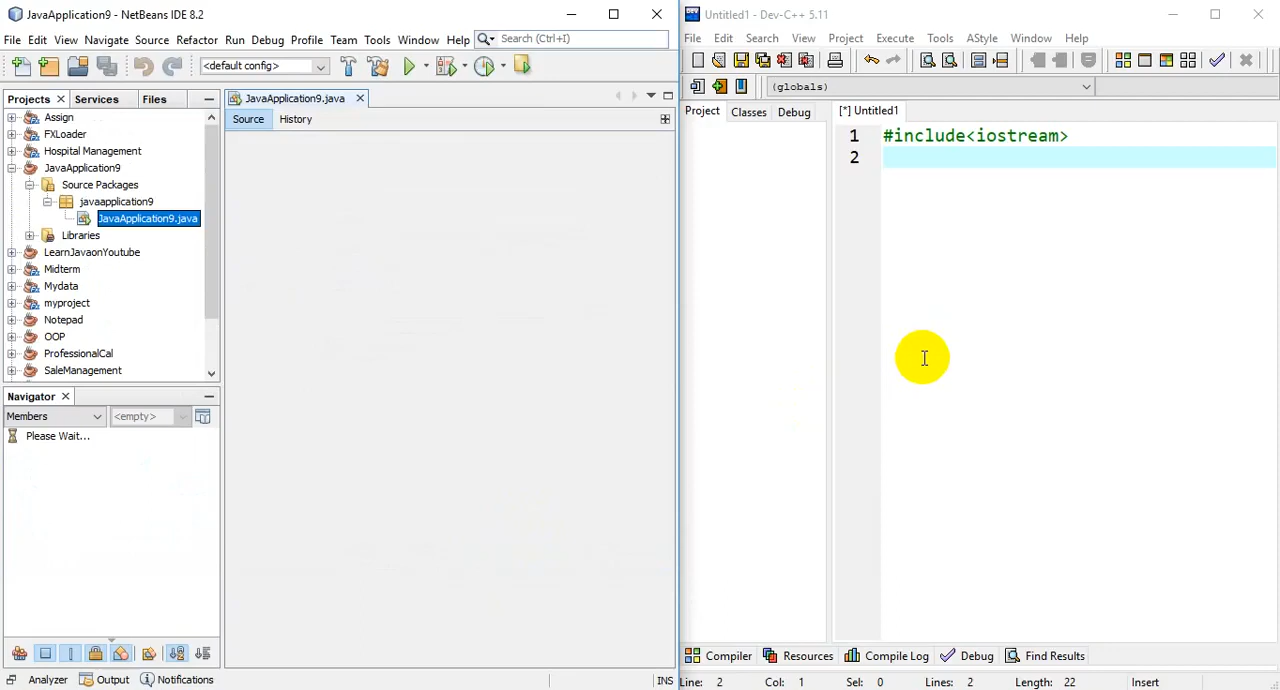 JavaApplication9 - NetBeans IDE 8.2
File Edit View Navigate Source Refactor Run Debug Profile Team Tools Window Help
Search (Ctrl+I)
<default config>
Projects Services Files
Assign
FXLoader
Hospital Management
JavaApplication9
Source Packages
javaapplication9
JavaApplication9.java
Libraries
LearnJavaonYoutube
Midterm
Mydata
myproject
Notepad
OOP
ProfessionalCal
SaleManagement
Navigator
Members <empty>
Please Wait...
Analyzer Output Notifications
JavaApplication9.java
Source History
INS
Untitled1 - Dev-C++ 5.11
File Edit Search View Project Execute Tools AStyle Window Help
(globals)
Project Classes Debug
[*] Untitled1
1 #include<iostream>
2
Compiler Resources Compile Log Debug Find Results
Line: 2 Col: 1 Sel: 0 Lines: 2 Length: 22 Insert